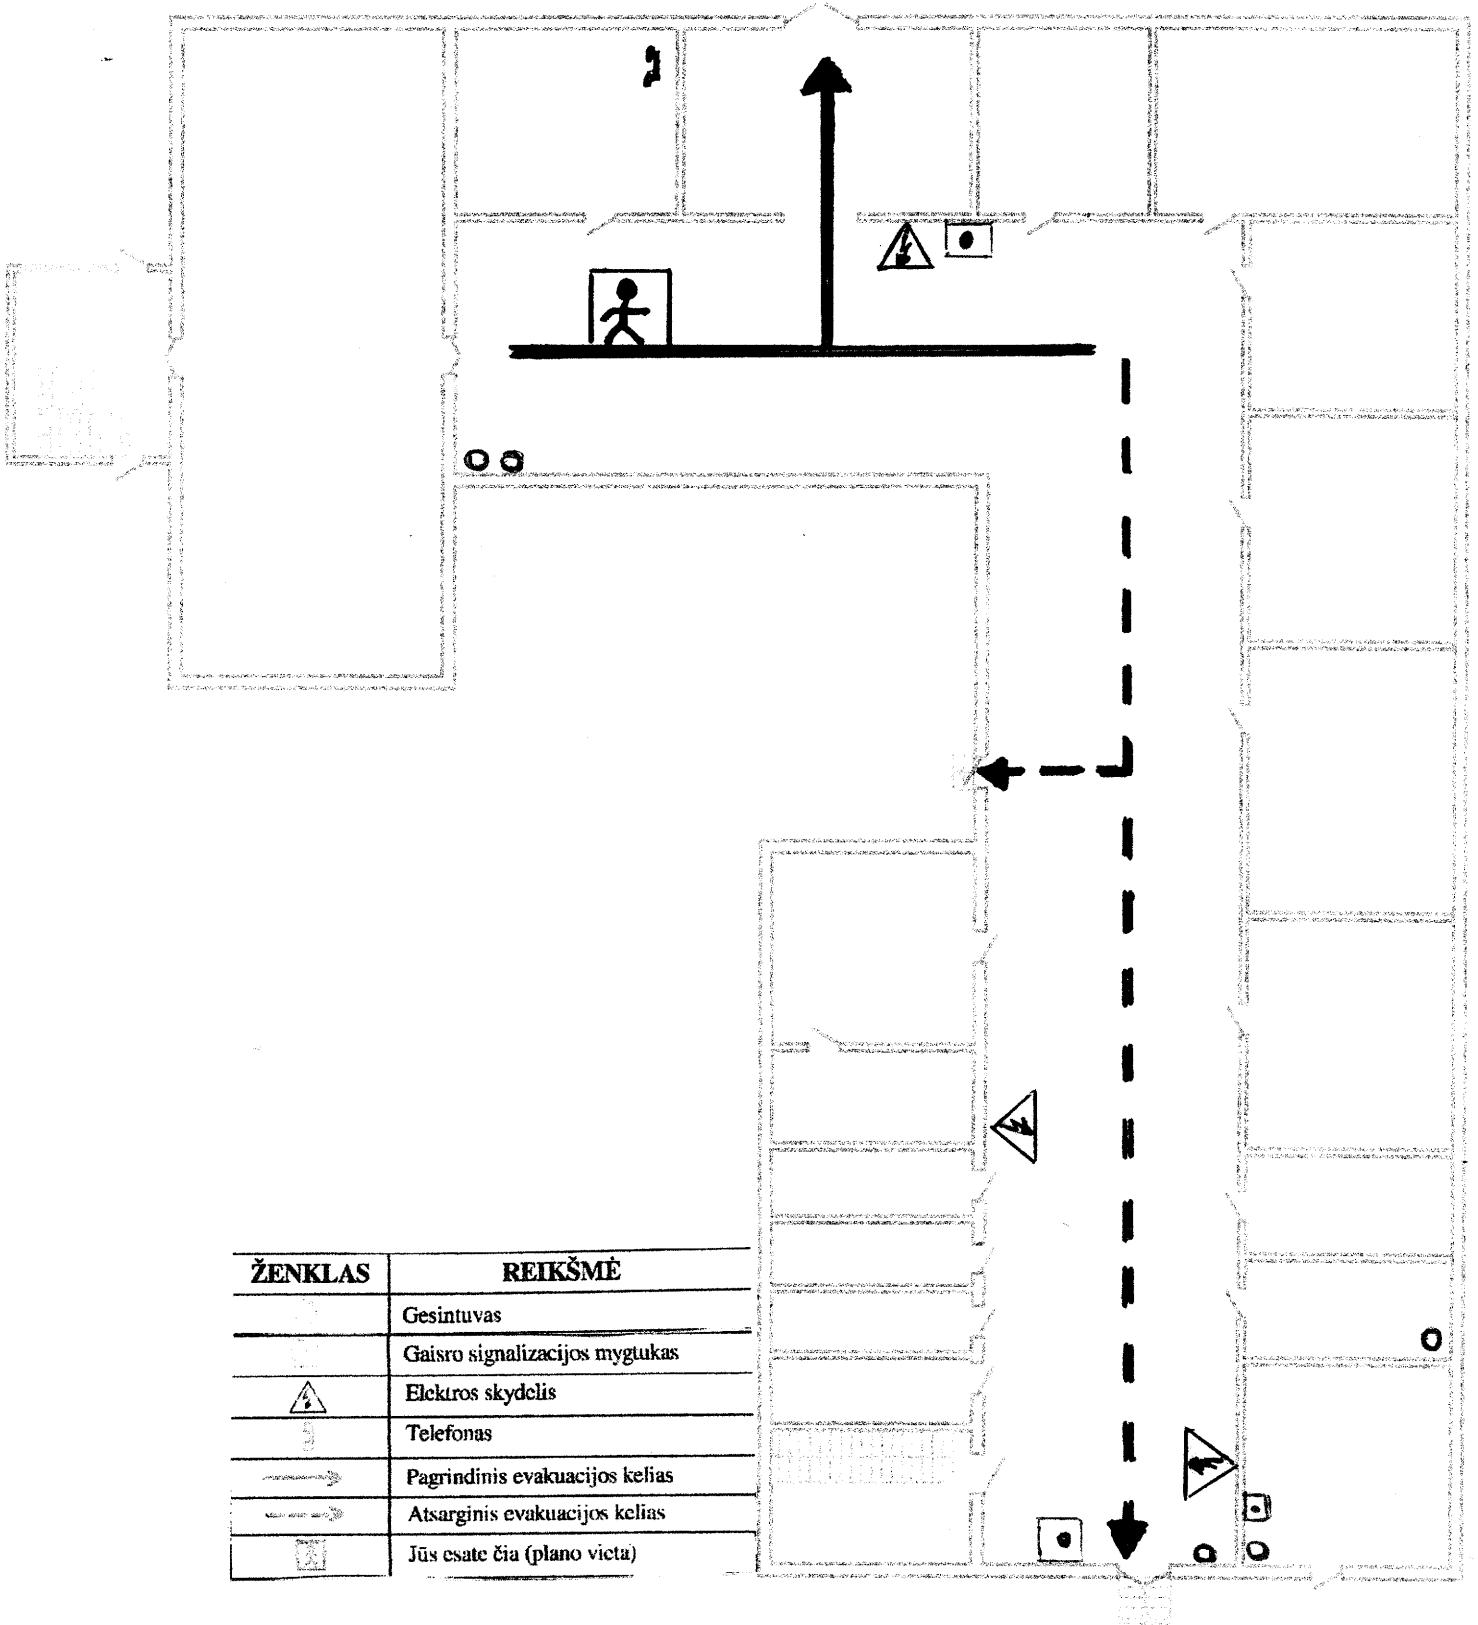 ŽENKLAS REIKŠMĖ
Gesintuvas
Gaisro signalizacijos mygtukas
Elektros skydelis
Telefonas
Pagrindinis evakuacijos kelias
Atsarginis evakuacijos kelias
Jūs esate čia (plano vieta)